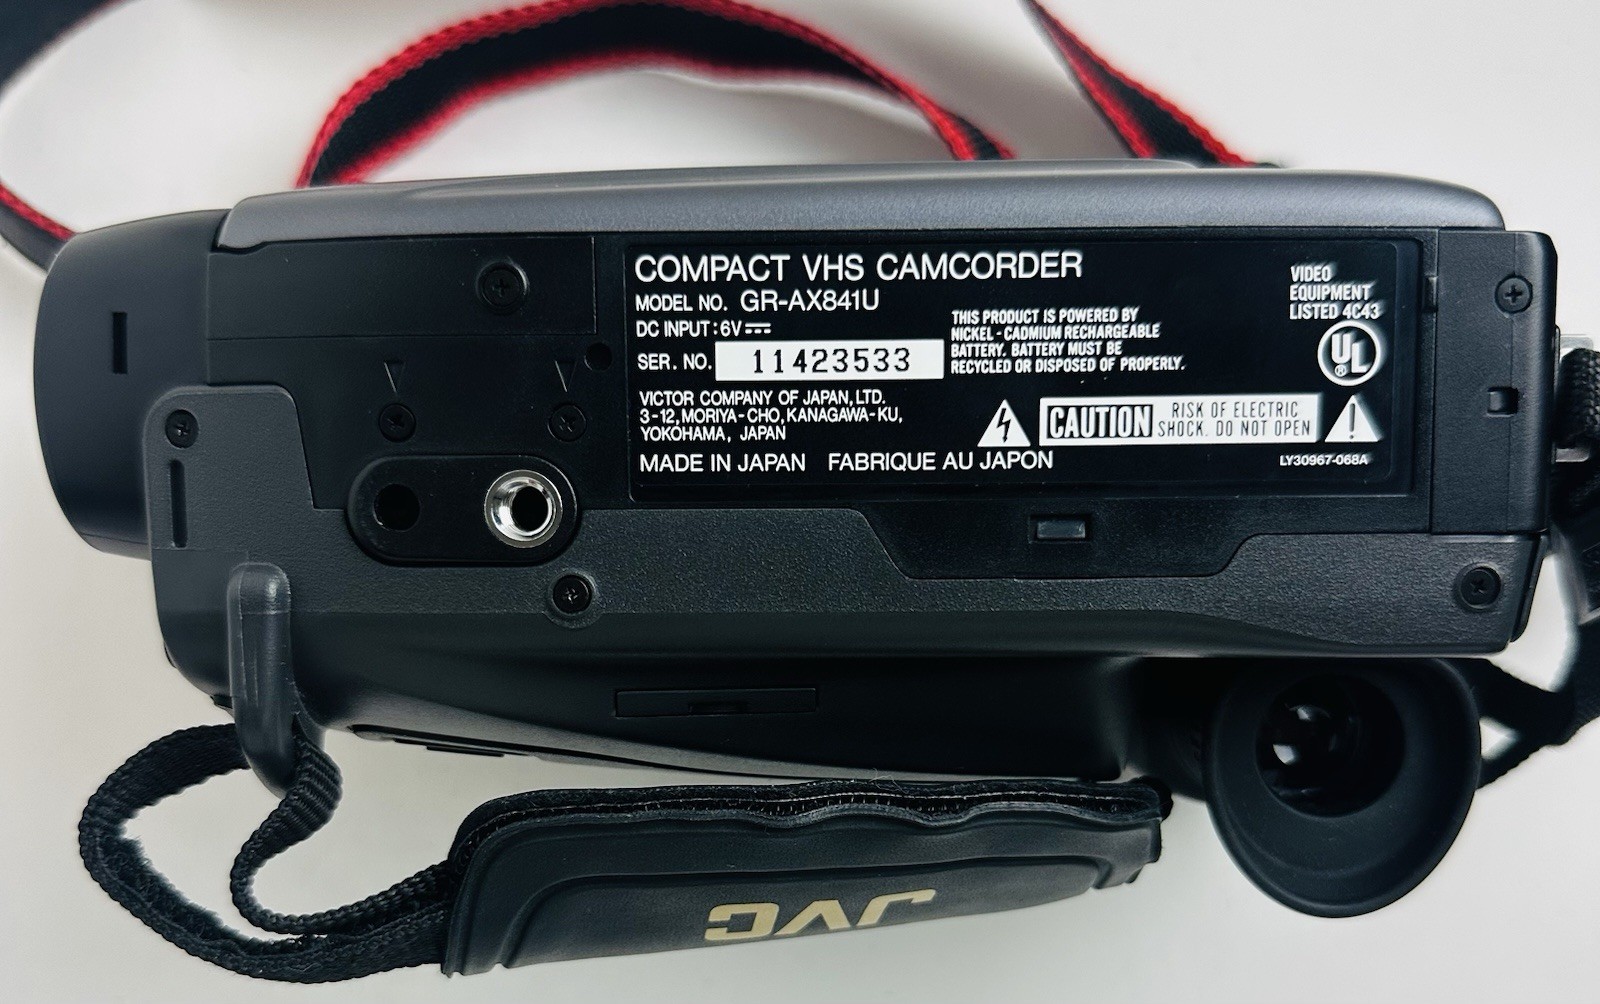 COMPACT VHS CAMCORDER
MODEL NO. GR-AX841U
DC INPUT : 6V
SER. NO. 11423533
VICTOR COMPANY OF JAPAN, LTD.
3-12, MORIYA-CHO, KANAGAWA-KU,
YOKOHAMA, JAPAN
MADE IN JAPAN FABRIQUE AU JAPON
THIS PRODUCT IS POWERED BY
NICKEL-CADMIUM RECHARGEABLE
BATTERY. BATTERY MUST BE
RECYCLED OR DISPOSED OF PROPERLY.
VIDEO
EQUIPMENT
LISTED 4C43
UL ®
CAUTION RISK OF ELECTRIC
SHOCK. DO NOT OPEN
LY30967-068A
JVC